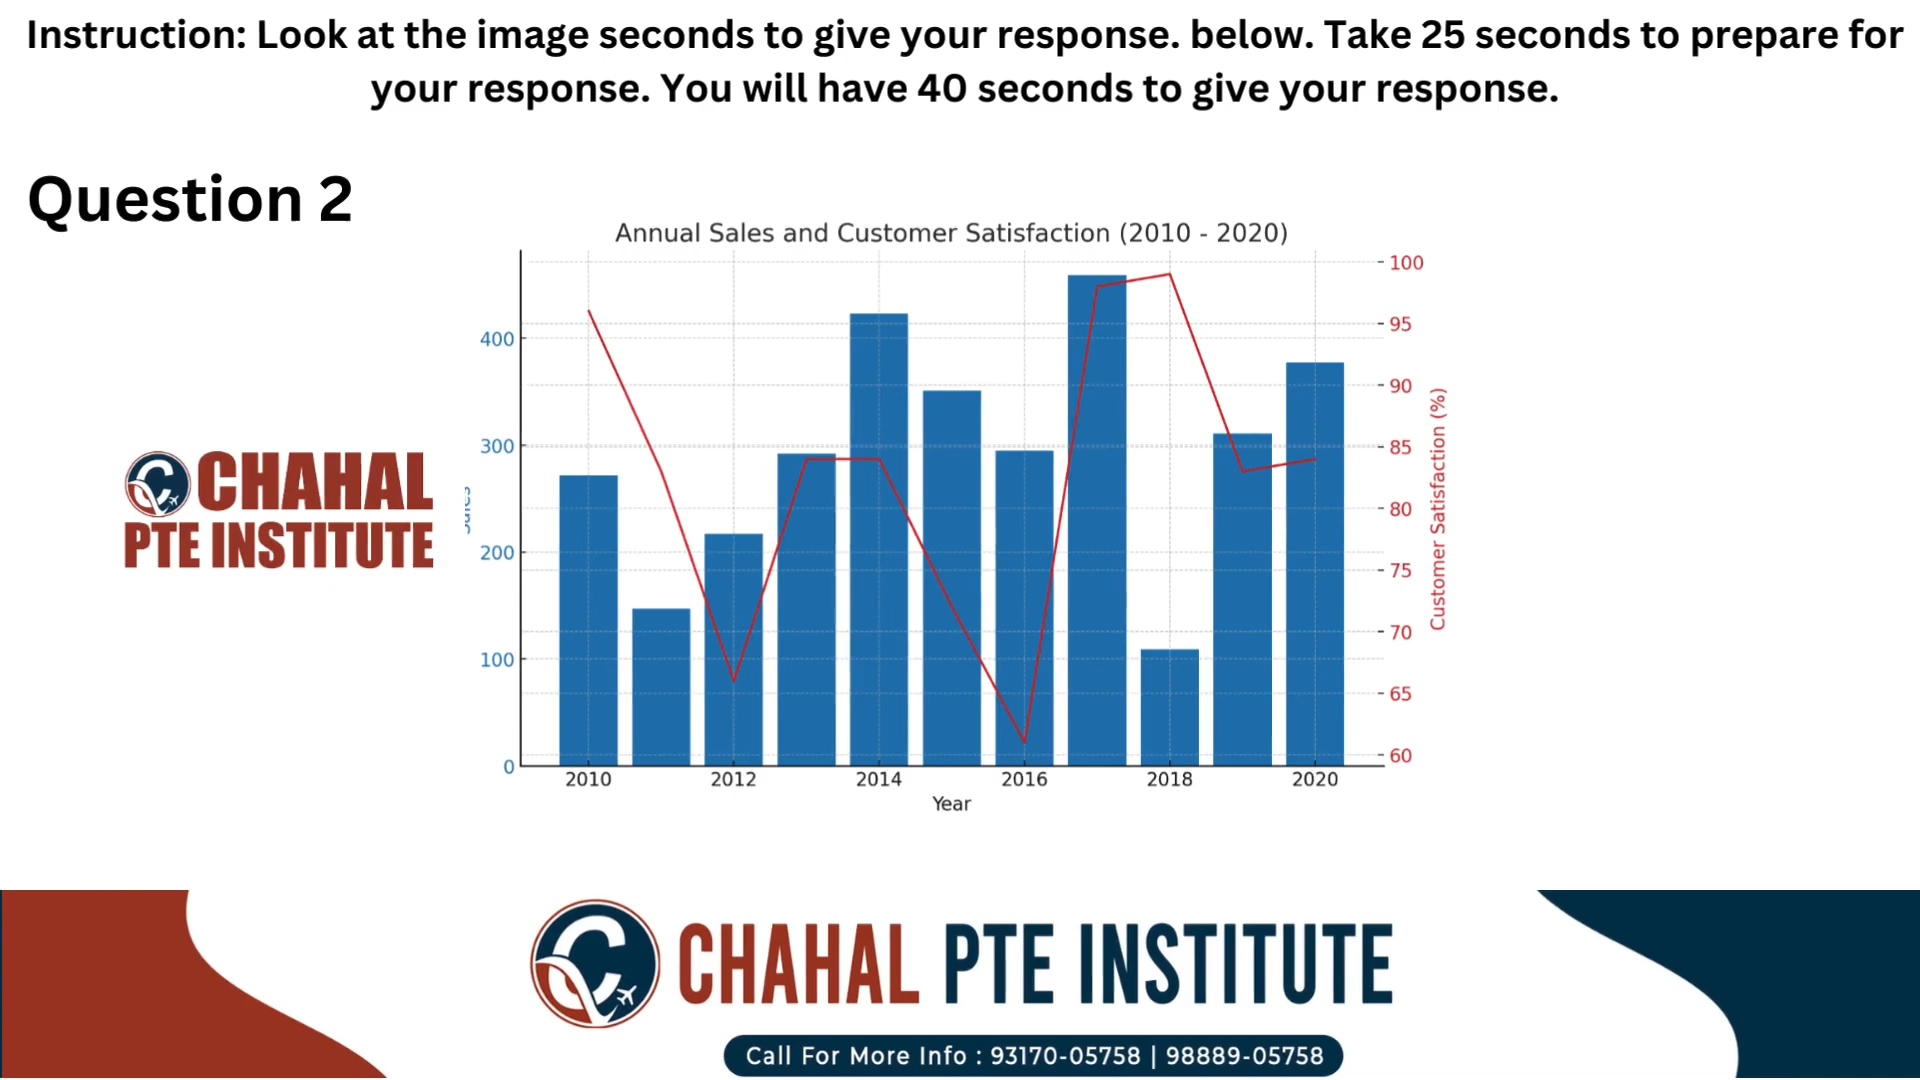 Instruction: Look at the image seconds to give your response. below. Take 25 seconds to prepare for
your response. You will have 40 seconds to give your response.
Question 2
Annual Sales and Customer Satisfaction (2010 - 2020)
400
300
200
100
0
100
95
90
85
80
75
70
65
60
Customer Satisfaction (%)
2010 2012 2014 2016 2018 2020
Year
CHAHAL
PTE INSTITUTE
CHAHAL PTE INSTITUTE
Call For More Info : 93170-05758 | 98889-05758